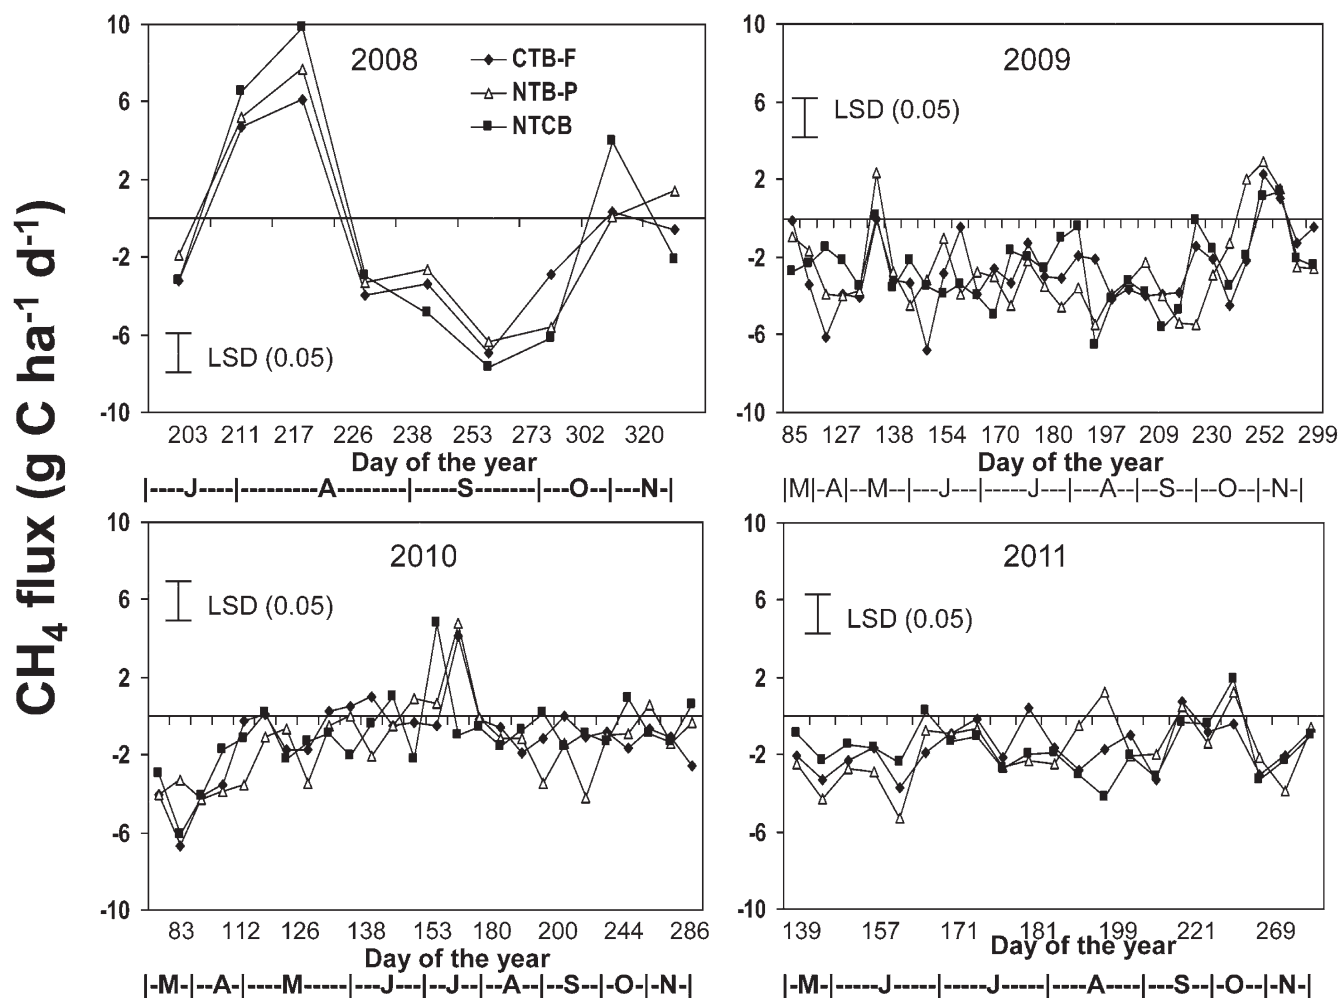 CH4 flux (g C ha-1 d-1)
10
6
2
-2
-6
-10
2008
CTB-F
NTB-P
NTCB
LSD (0.05)
203 211 217 226 238 253 273 302 320
Day of the year
|----J----|---------A---------|-----S-------|---O--|---N-|
10
6
2
-2
-6
-10
2009
LSD (0.05)
85 127 138 154 170 180 197 209 230 252 299
Day of the year
|M|-A|--M---|----J---|-----J---|---A---|--S---|--O---|-N-|
10
6
2
-2
-6
-10
2010
LSD (0.05)
83 112 126 138 153 180 200 244 286
Day of the year
|-M-|--A-|----M-----|---J---|--J--|--A--|--S--|-O-|--N-|
10
6
2
-2
-6
-10
2011
LSD (0.05)
139 157 171 181 199 221 269
Day of the year
|--M-|-----J-----|-----J-----|----A----|---S--|--O--|--N-|